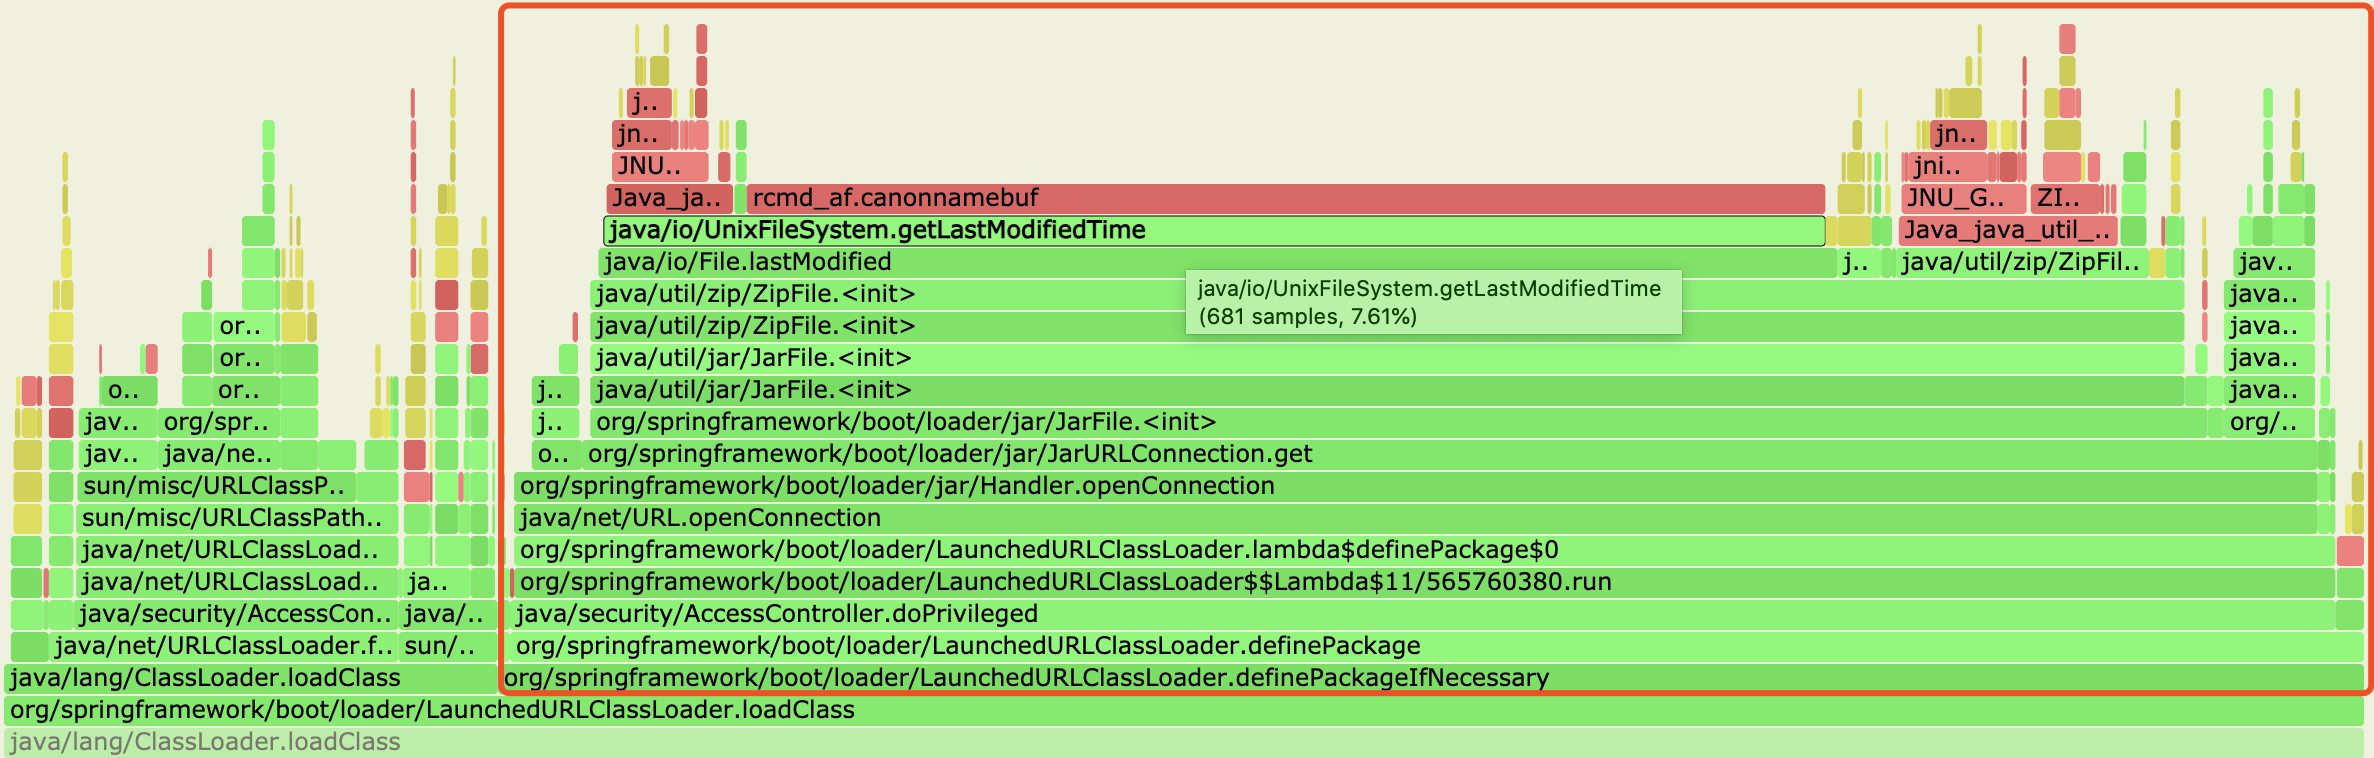 j..
jn.. jn..
JNU.. jni..
Java_ja.. rcmd_af.canonnamebuf JNU_G.. ZI..
java/io/UnixFileSystem.getLastModifiedTime Java_java_util_..
java/io/File.lastModified j.. java/util/zip/ZipFil.. jav..
java/util/zip/ZipFile.<init> java..
java/io/UnixFileSystem.getLastModifiedTime
(681 samples, 7.61%)
or.. java/util/zip/ZipFile.<init> java..
or.. java/util/jar/JarFile.<init> java..
o.. or.. j.. java/util/jar/JarFile.<init> java..
jav.. org/spr.. j.. org/springframework/boot/loader/jar/JarFile.<init> org/..
jav.. java/ne.. o.. org/springframework/boot/loader/jar/JarURLConnection.get
sun/misc/URLClassP.. org/springframework/boot/loader/jar/Handler.openConnection
sun/misc/URLClassPath.. java/net/URL.openConnection
java/net/URLClassLoad.. org/springframework/boot/loader/LaunchedURLClassLoader.lambda$definePackage$0
java/net/URLClassLoad.. ja.. org/springframework/boot/loader/LaunchedURLClassLoader$$Lambda$11/565760380.run
java/security/AccessCon.. java/.. java/security/AccessController.doPrivileged
java/net/URLClassLoader.f.. sun/.. org/springframework/boot/loader/LaunchedURLClassLoader.definePackage
java/lang/ClassLoader.loadClass org/springframework/boot/loader/LaunchedURLClassLoader.definePackageIfNecessary
org/springframework/boot/loader/LaunchedURLClassLoader.loadClass
java/lang/ClassLoader.loadClass